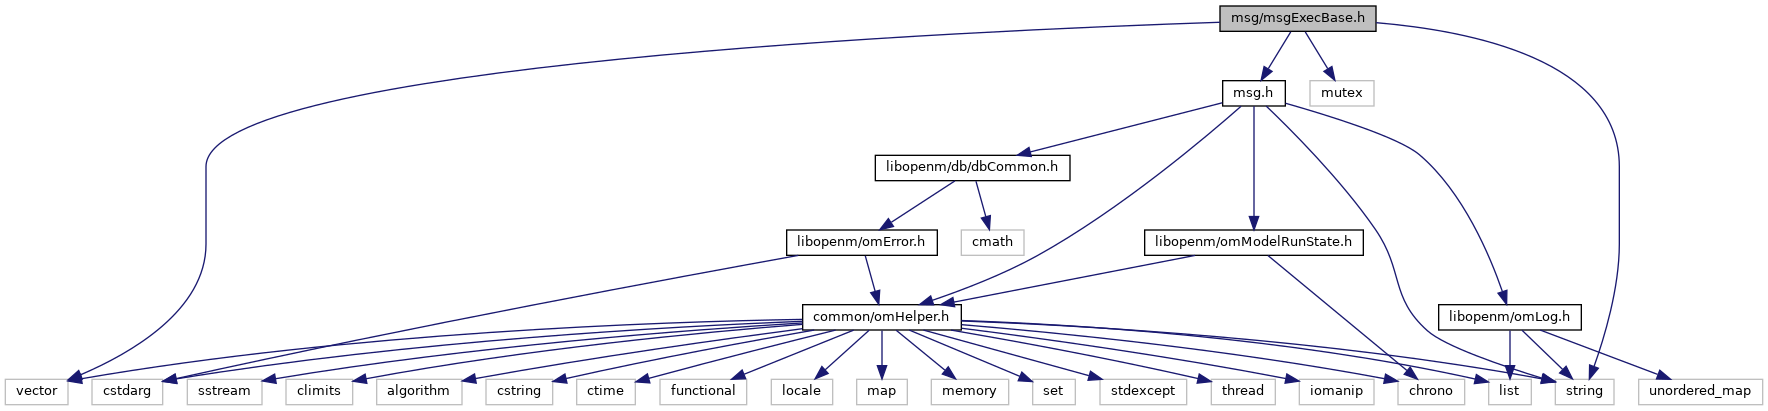 msg/msgExecBase.h
msg.h
mutex
libopenm/db/dbCommon.h
libopenm/omError.h
cmath
libopenm/omModelRunState.h
common/omHelper.h
libopenm/omLog.h
vector
cstdarg
sstream
climits
algorithm
cstring
ctime
functional
locale
map
memory
set
stdexcept
thread
iomanip
chrono
list
string
unordered_map